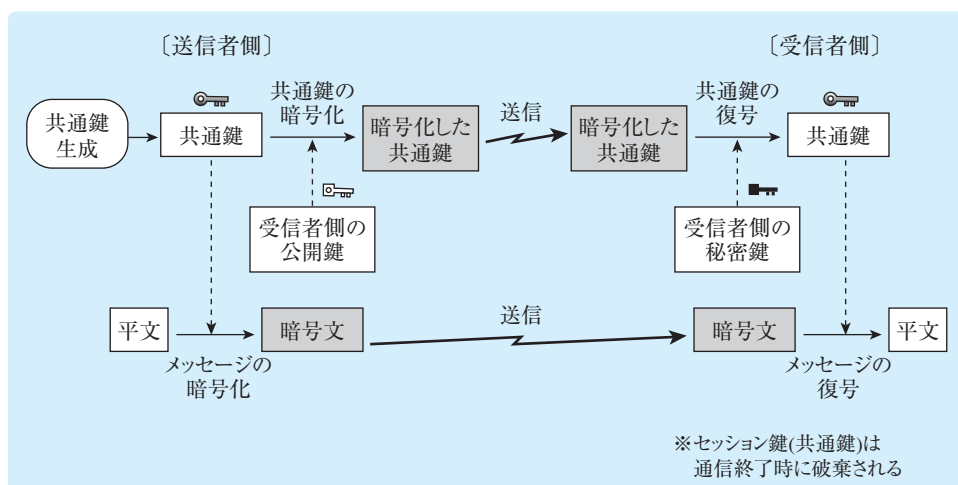 〔送信者側〕
〔受信者側〕
共通鍵
生成
共通鍵
共通鍵の
暗号化
暗号化した
共通鍵
送信
暗号化した
共通鍵
共通鍵の
復号
共通鍵
受信者側の
公開鍵
受信者側の
秘密鍵
平文
メッセージの
暗号化
暗号文
送信
暗号文
メッセージの
復号
平文
※セッション鍵(共通鍵)は
通信終了時に破棄される